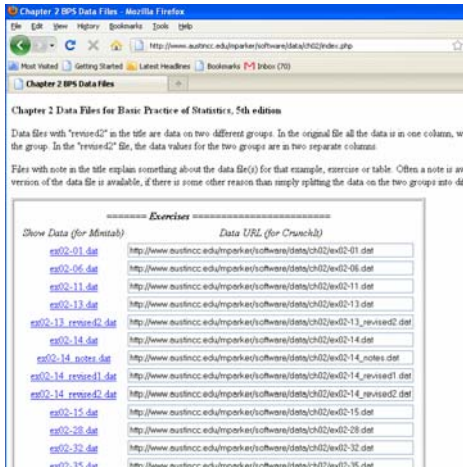 Chapter 2 BPS Data Files - Mozilla Firefox
File Edit View History Bookmarks Tools Help
http://www.austincc.edu/mparker/software/data/ch02/index.php
Most Visited Getting Started Latest Headlines Bookmarks Inbox (70)
Chapter 2 BPS Data Files
Chapter 2 Data Files for Basic Practice of Statistics, 5th edition
Data files with "revised2" in the title are data on two different groups. In the original file all the data is in one column, w
the group. In the "revised2" file, the data values for the two groups are in two separate columns.
Files with note in the title explain something about the data file(s) for that example, exercise or table. Often a note is av
version of the data file is available, if there is some other reason than simply splitting the data on the two groups into di
======= Exercises =========================
Show Data (for Minitab) Data URL (for CrunchIt)
ex02-01.dat http://www.austincc.edu/mparker/software/data/ch02/ex02-01.dat
ex02-06.dat http://www.austincc.edu/mparker/software/data/ch02/ex02-06.dat
ex02-11.dat http://www.austincc.edu/mparker/software/data/ch02/ex02-11.dat
ex02-13.dat http://www.austincc.edu/mparker/software/data/ch02/ex02-13.dat
ex02-13_revised2.dat http://www.austincc.edu/mparker/software/data/ch02/ex02-13_revised2.dat
ex02-14.dat http://www.austincc.edu/mparker/software/data/ch02/ex02-14.dat
ex02-14_notes.dat http://www.austincc.edu/mparker/software/data/ch02/ex02-14_notes.dat
ex02-14_revised1.dat http://www.austincc.edu/mparker/software/data/ch02/ex02-14_revised1.dat
ex02-14_revised2.dat http://www.austincc.edu/mparker/software/data/ch02/ex02-14_revised2.dat
ex02-15.dat http://www.austincc.edu/mparker/software/data/ch02/ex02-15.dat
ex02-28.dat http://www.austincc.edu/mparker/software/data/ch02/ex02-28.dat
ex02-32.dat http://www.austincc.edu/mparker/software/data/ch02/ex02-32.dat
ex02-35.dat http://www.austincc.edu/mparker/software/data/ch02/ex02-35.dat